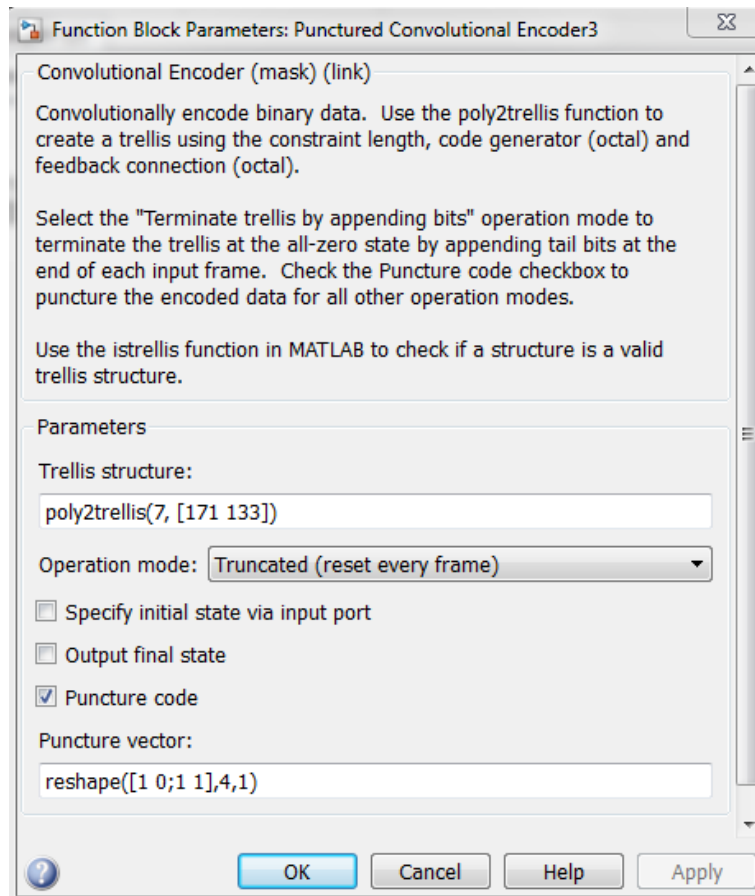 Function Block Parameters: Punctured Convolutional Encoder3
Convolutional Encoder (mask) (link)
Convolutionally encode binary data.  Use the poly2trellis function to
create a trellis using the constraint length, code generator (octal) and
feedback connection (octal).
Select the "Terminate trellis by appending bits" operation mode to
terminate the trellis at the all-zero state by appending tail bits at the
end of each input frame.  Check the Puncture code checkbox to
puncture the encoded data for all other operation modes.
Use the istrellis function in MATLAB to check if a structure is a valid
trellis structure.
Parameters
Trellis structure:
poly2trellis(7, [171 133])
Operation mode: Truncated (reset every frame)
Specify initial state via input port
Output final state
Puncture code
Puncture vector:
reshape([1 0;1 1],4,1)
? OK Cancel Help Apply